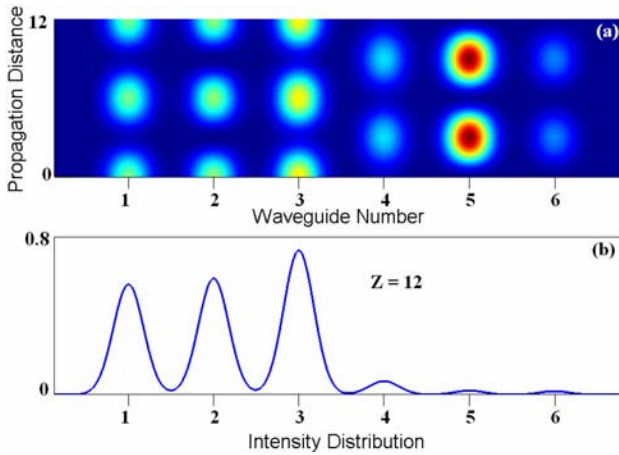 12
(a)
Propagation Distance
0
1 2 3 4 5 6
Waveguide Number
0.8
(b)
Z = 12
0
1 2 3 4 5 6
Intensity Distribution